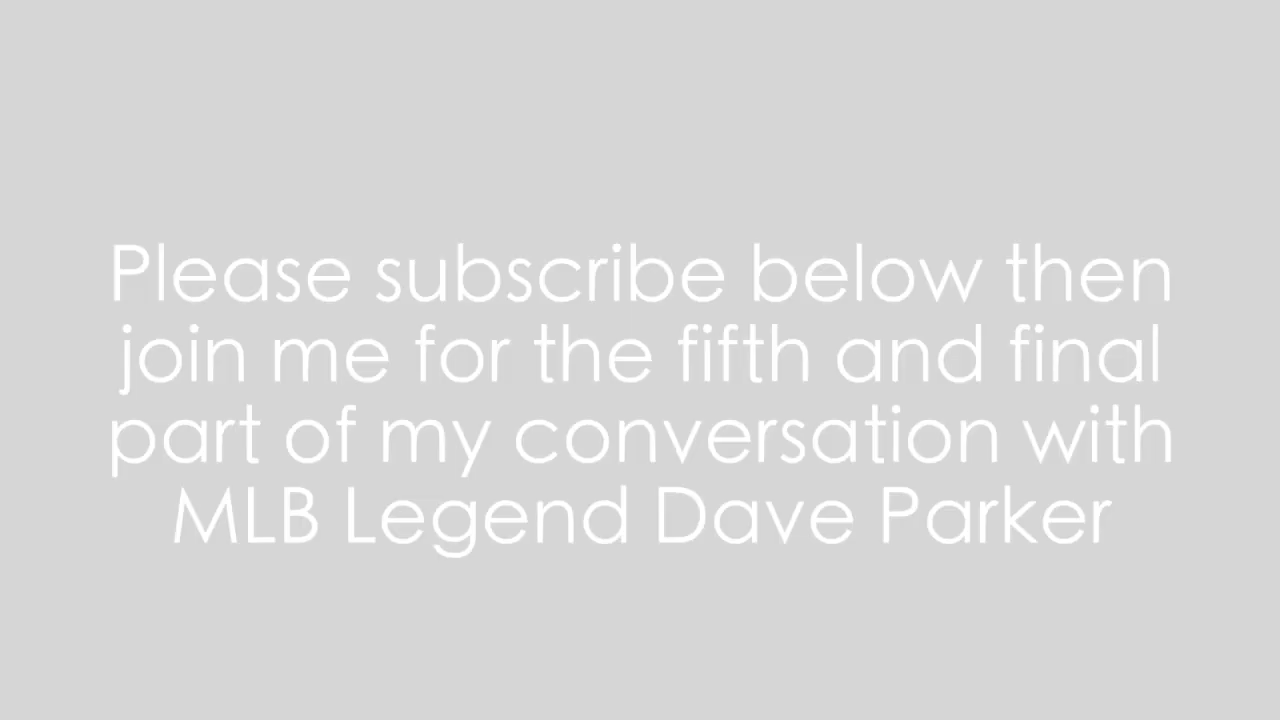 Please subscribe below then
join me for the fifth and final
part of my conversation with
MLB Legend Dave Parker